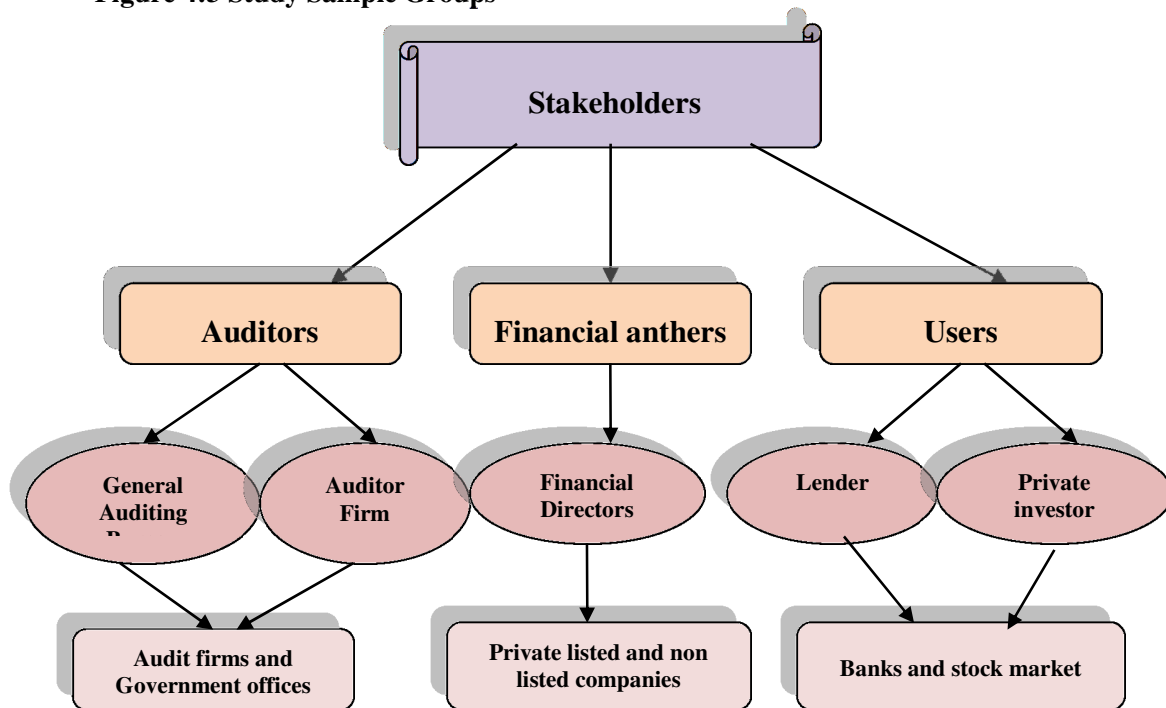 Figure 4.3 Study Sample Groups
Stakeholders
Auditors
Financial anthers
Users
General
Auditing
Auditor
Firm
Financial
Directors
Lender
Private
investor
Audit firms and
Government offices
Private listed and non
listed companies
Banks and stock market